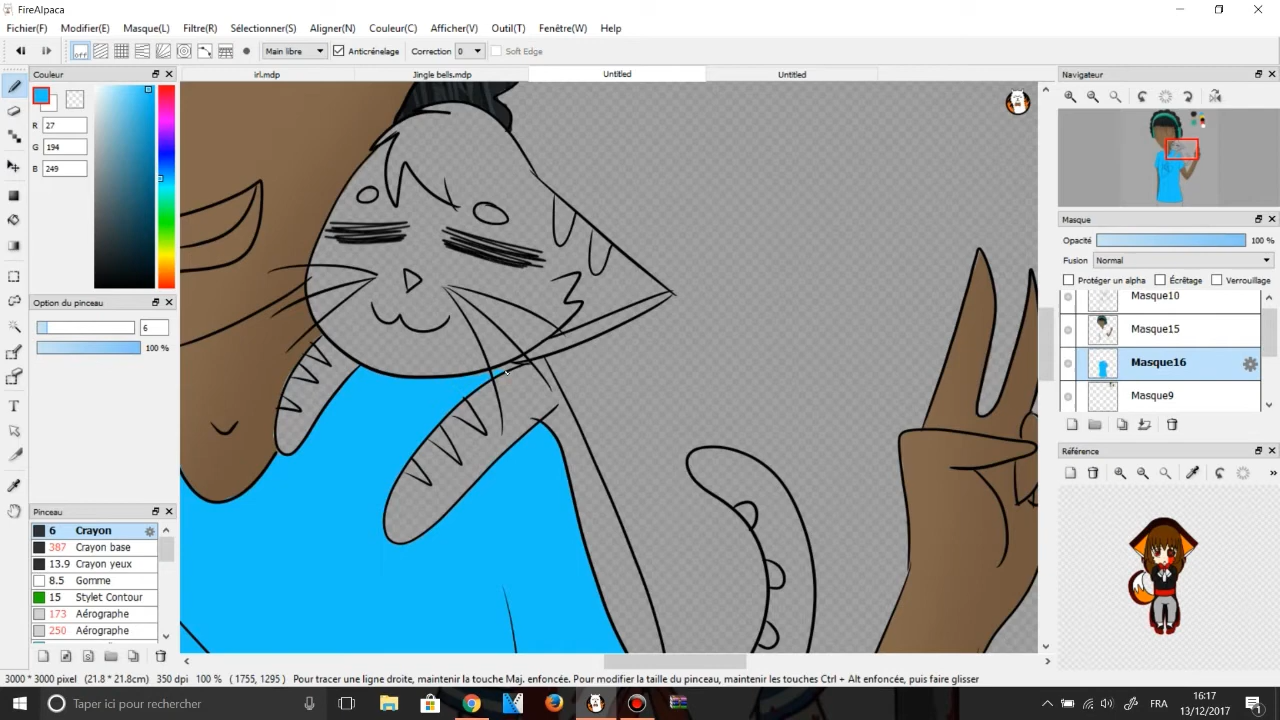 FireAlpaca
Fichier(F) Modifier(E) Masque(L) Filtre(R) Sélectionner(S) Aligner(N) Couleur(C) Afficher(V) Outil(T) Fenêtre(W) Help
off Main libre Anticrénelage Correction 0 Soft Edge
Couleur irl.mdp Jingle bells.mdp Untitled Untitled Navigateur
R 27
G 194
B 249
Masque
Opacité 100 %
Fusion Normal
Protéger un alpha Écrêtage Verrouillage
Masque10
Option du pinceau
6
Masque15
100 %
Masque16
Masque9
Référence
Pinceau
6 Crayon
387 Crayon base
13.9 Crayon yeux
8.5 Gomme
15 Stylet Contour
173 Aérographe
250 Aérographe
3000 * 3000 pixel (21.8 * 21.8cm) 350 dpi 100 % ( 1755, 1295) Pour tracer une ligne droite, maintenir la touche Maj. enfoncée. Pour modifier la taille du pinceau, maintenir les touches Ctrl + Alt enfoncée, puis faire glisser
Taper ici pour rechercher
FRA
16:17
13/12/2017
1